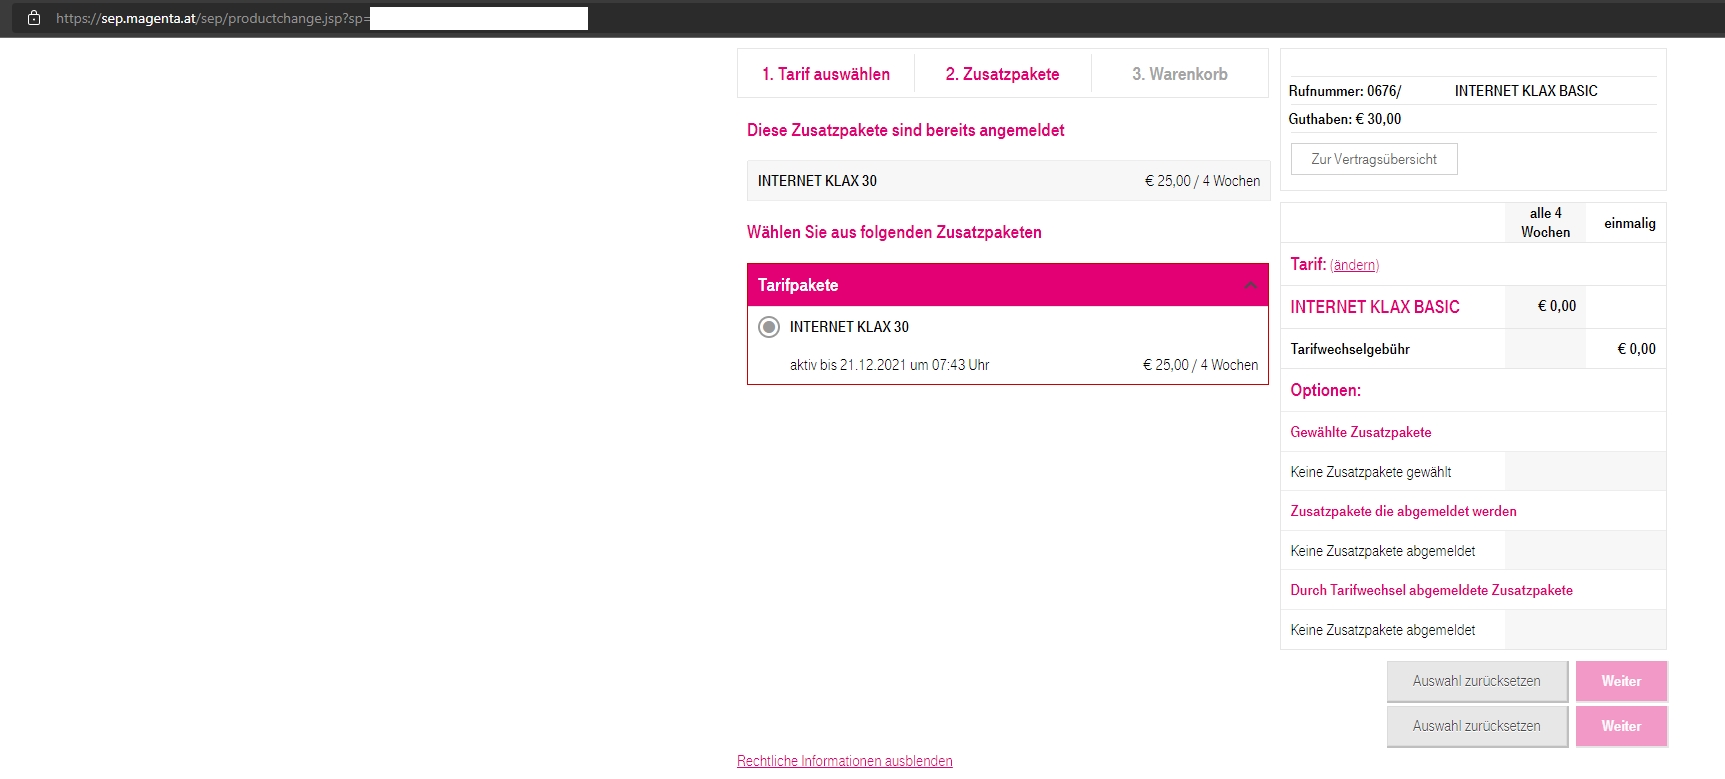 https://sep.magenta.at/sep/productchange.jsp?sp=
1. Tarif auswählen
2. Zusatzpakete
3. Warenkorb
Diese Zusatzpakete sind bereits angemeldet
INTERNET KLAX 30 € 25,00 / 4 Wochen
Wählen Sie aus folgenden Zusatzpaketen
Tarifpakete
INTERNET KLAX 30
aktiv bis 21.12.2021 um 07:43 Uhr € 25,00 / 4 Wochen
Rufnummer: 0676/ INTERNET KLAX BASIC
Guthaben: € 30,00
Zur Vertragsübersicht
alle 4
Wochen
einmalig
Tarif: (ändern)
INTERNET KLAX BASIC € 0,00
Tarifwechselgebühr € 0,00
Optionen:
Gewählte Zusatzpakete
Keine Zusatzpakete gewählt
Zusatzpakete die abgemeldet werden
Keine Zusatzpakete abgemeldet
Durch Tarifwechsel abgemeldete Zusatzpakete
Keine Zusatzpakete abgemeldet
Auswahl zurücksetzen Weiter
Auswahl zurücksetzen Weiter
Rechtliche Informationen ausblenden